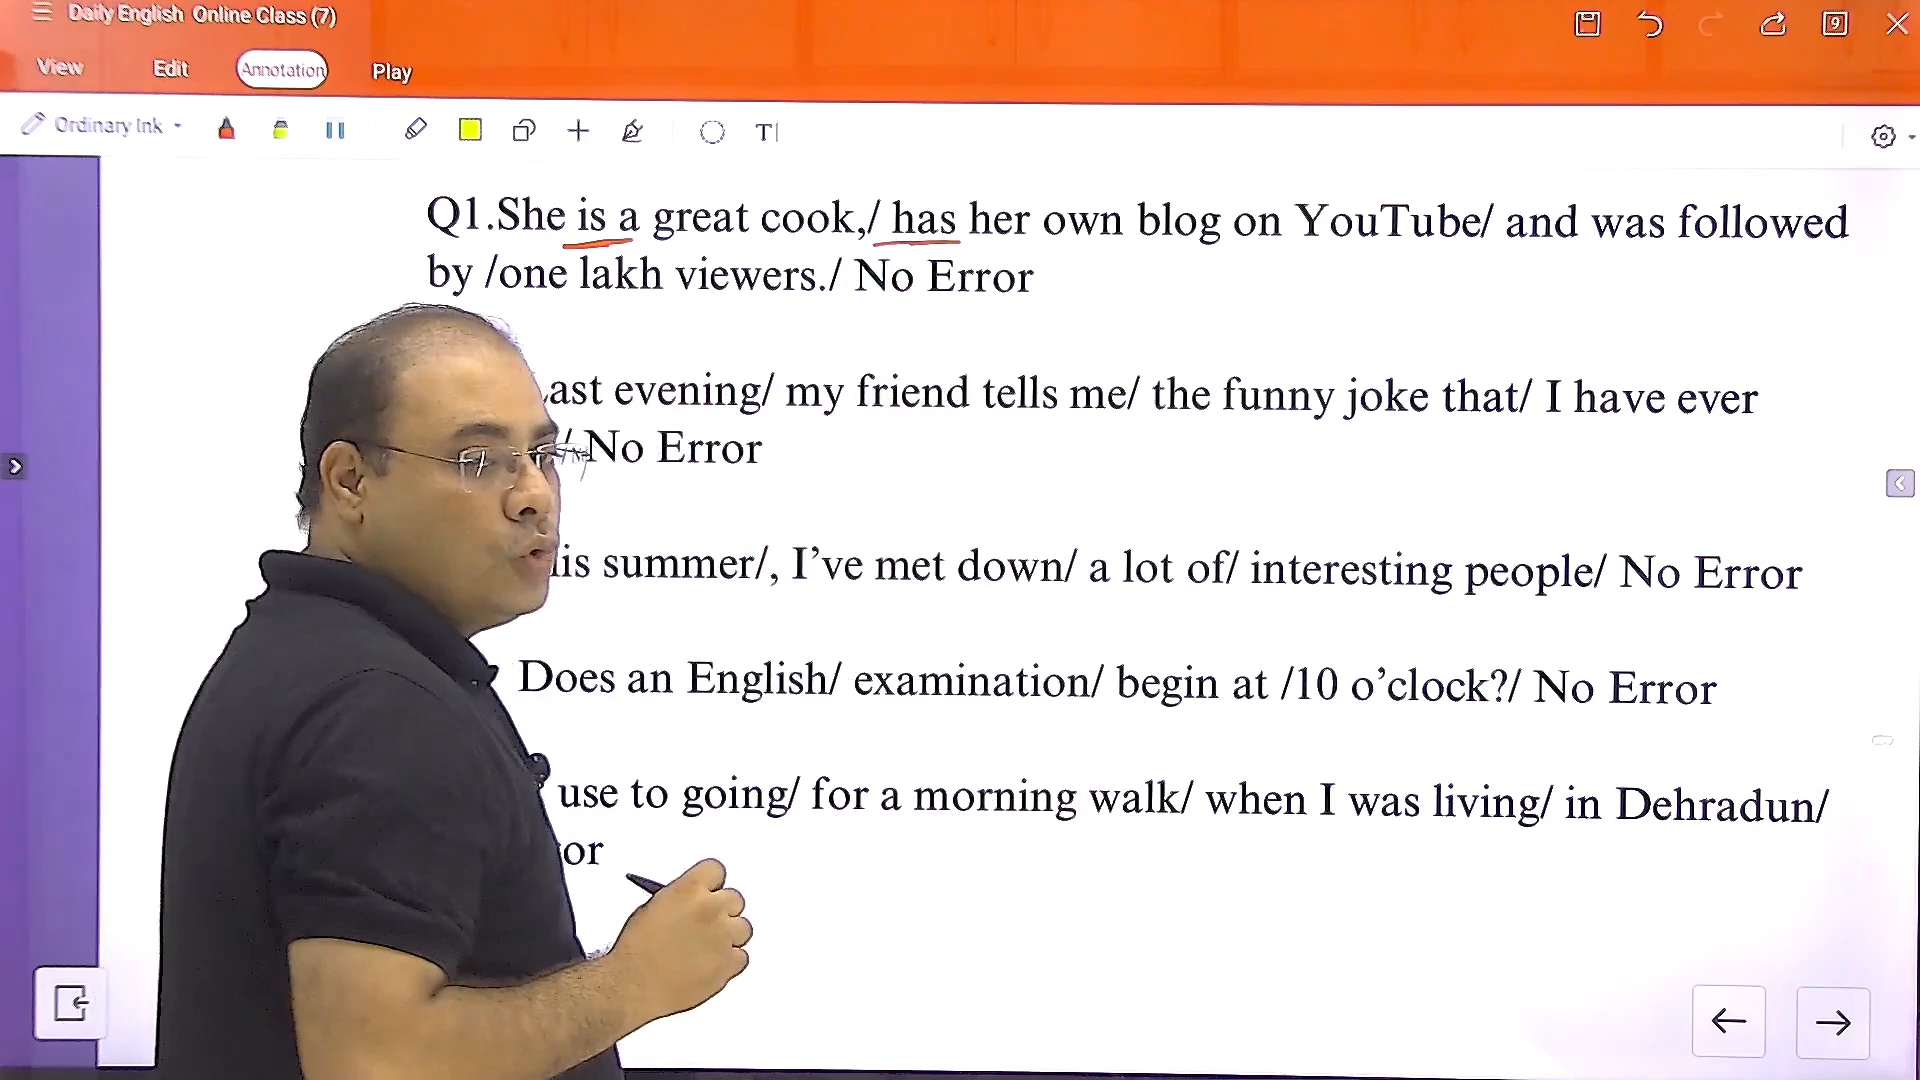 Daily English Online Class (7)
9
View Edit Annotation Play
Ordinary Ink
T
Q1.She is a great cook,/ has her own blog on YouTube/ and was followed
by /one lakh viewers./ No Error
evening/ my friend tells me/ the funny joke that/ I have ever
/ No Error
summer/, I've met down/ a lot of/ interesting people/ No Error
Does an English/ examination/ begin at /10 o'clock?/ No Error
use to going/ for a morning walk/ when I was living/ in Dehradun/